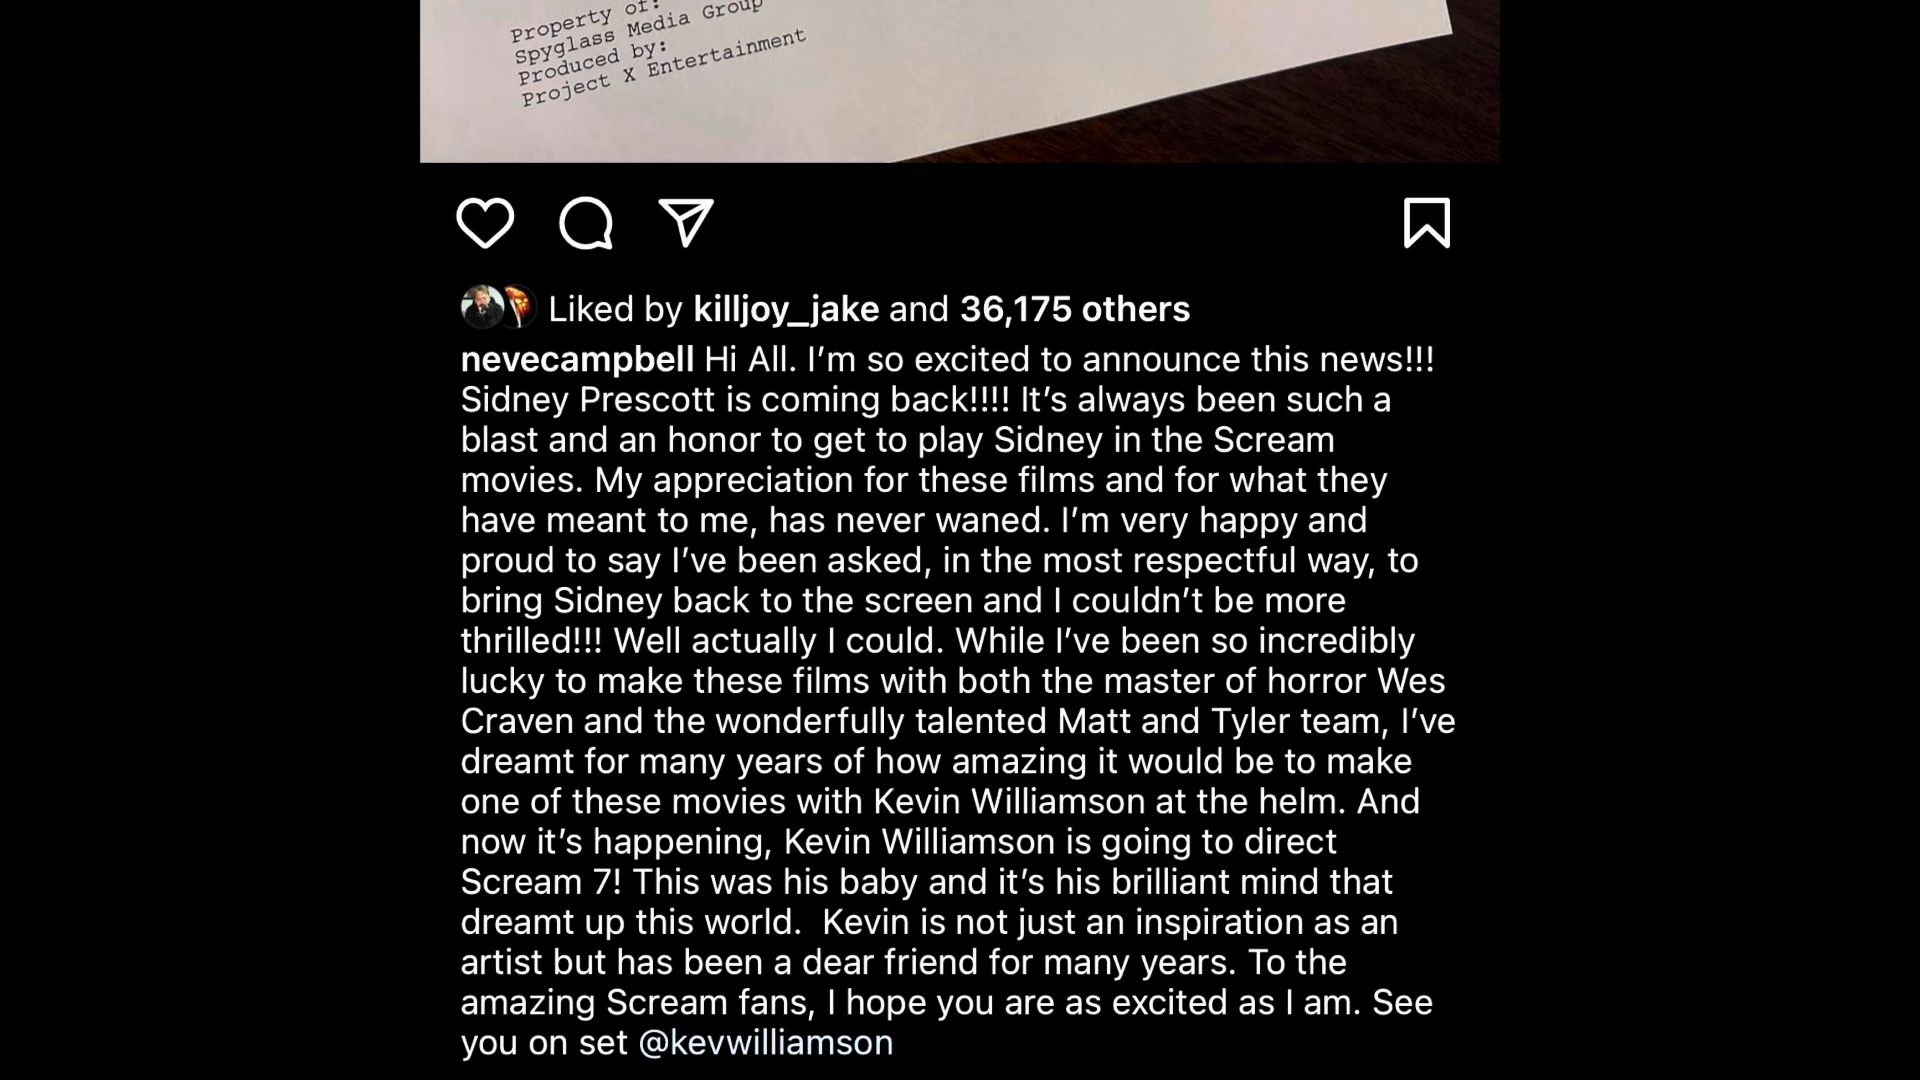 Property of:
Spyglass Media Group
Produced by:
Project X Entertainment
Liked by killjoy_jake and 36,175 others
nevecampbell Hi All. I’m so excited to announce this news!!!
Sidney Prescott is coming back!!!! It’s always been such a
blast and an honor to get to play Sidney in the Scream
movies. My appreciation for these films and for what they
have meant to me, has never waned. I’m very happy and
proud to say I’ve been asked, in the most respectful way, to
bring Sidney back to the screen and I couldn’t be more
thrilled!!! Well actually I could. While I’ve been so incredibly
lucky to make these films with both the master of horror Wes
Craven and the wonderfully talented Matt and Tyler team, I’ve
dreamt for many years of how amazing it would be to make
one of these movies with Kevin Williamson at the helm. And
now it’s happening, Kevin Williamson is going to direct
Scream 7! This was his baby and it’s his brilliant mind that
dreamt up this world.  Kevin is not just an inspiration as an
artist but has been a dear friend for many years. To the
amazing Scream fans, I hope you are as excited as I am. See
you on set @kevwilliamson